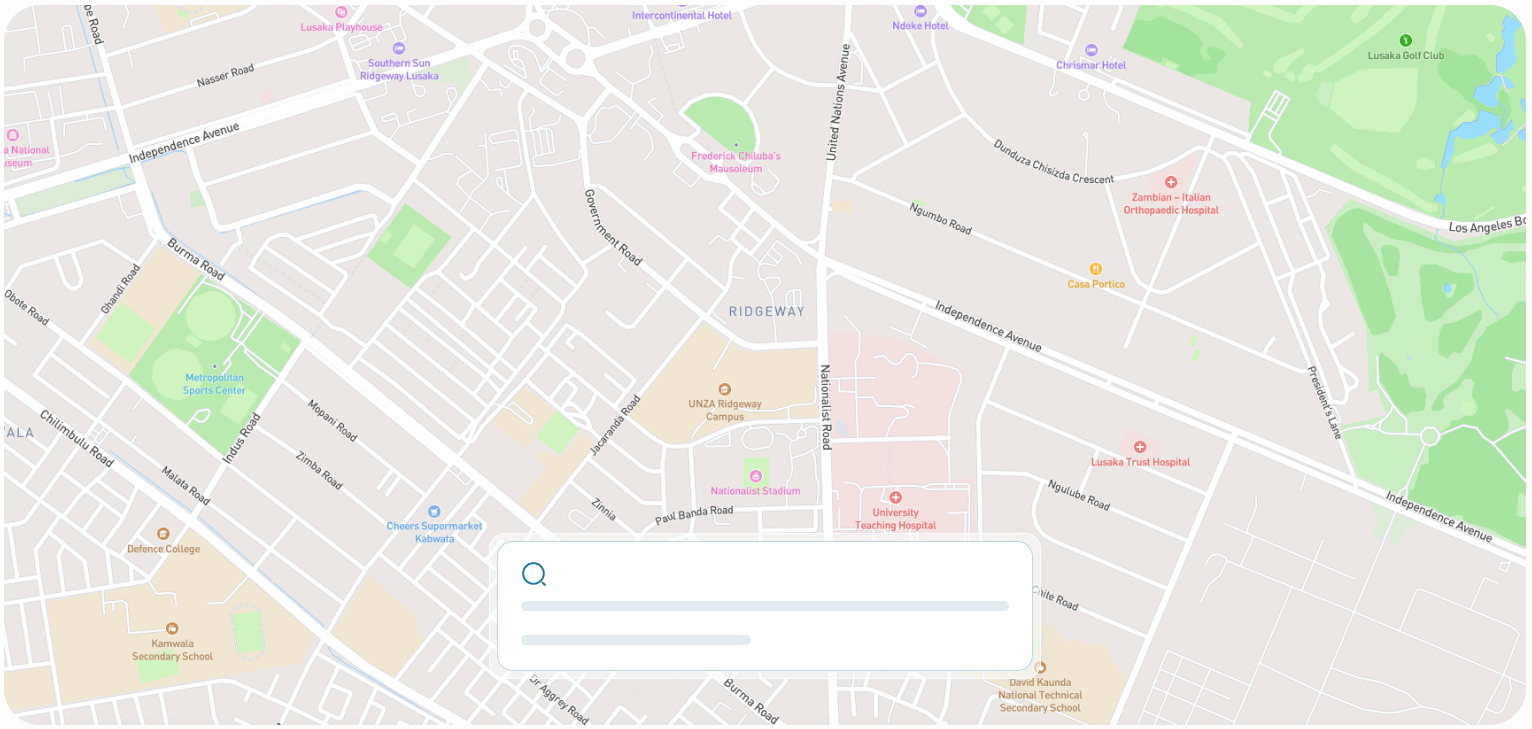 Intercontinental Hotel
Lusaka Playhouse
Ndeke Hotel
Southern Sun
Ridgeway Lusaka
Chrismar Hotel
Lusaka Golf Club
Nasser Road
Road
United Nations Avenue
Independence Avenue
a National
useum
Frederick Chiluba's
Mausoleum
Dunduza Chisizda Crescent
Zambian – Italian
Orthopaedic Hospital
Government Road
Ngumbo Road
Los Angeles Bo
Burma Road
Ghandi Road
Obote Road
Casa Portico
RIDGEWAY
Independence Avenue
Metropolitan
Sports Center
UNZA Ridgeway
Campus
Nationalist Road
President's Lane
Chilimbulu Road
Indus Road
Mopani Road
Jacaranda Road
ALA
Zimba Road
Malata Road
Lusaka Trust Hospital
Nationalist Stadium
Ngulube Road
Independence Avenue
Zinnia
Paul Banda Road
University
Teaching Hospital
Cheers Supermarket
Kabwata
Defence College
Chite Road
Kamwala
Secondary School
David Kaunda
National Technical
Secondary School
Dr Aggrey Road
Burma Road